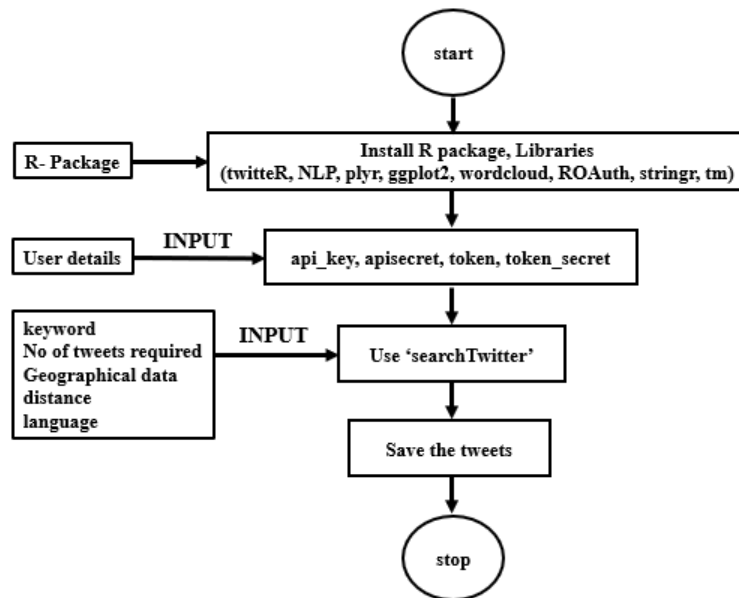 start
R- Package
Install R package, Libraries
(twitteR, NLP, plyr, ggplot2, wordcloud, ROAuth, stringr, tm)
User details
INPUT
api_key, apisecret, token, token_secret
keyword
No of tweets required
Geographical data
distance
language
INPUT
Use ‘searchTwitter’
Save the tweets
stop